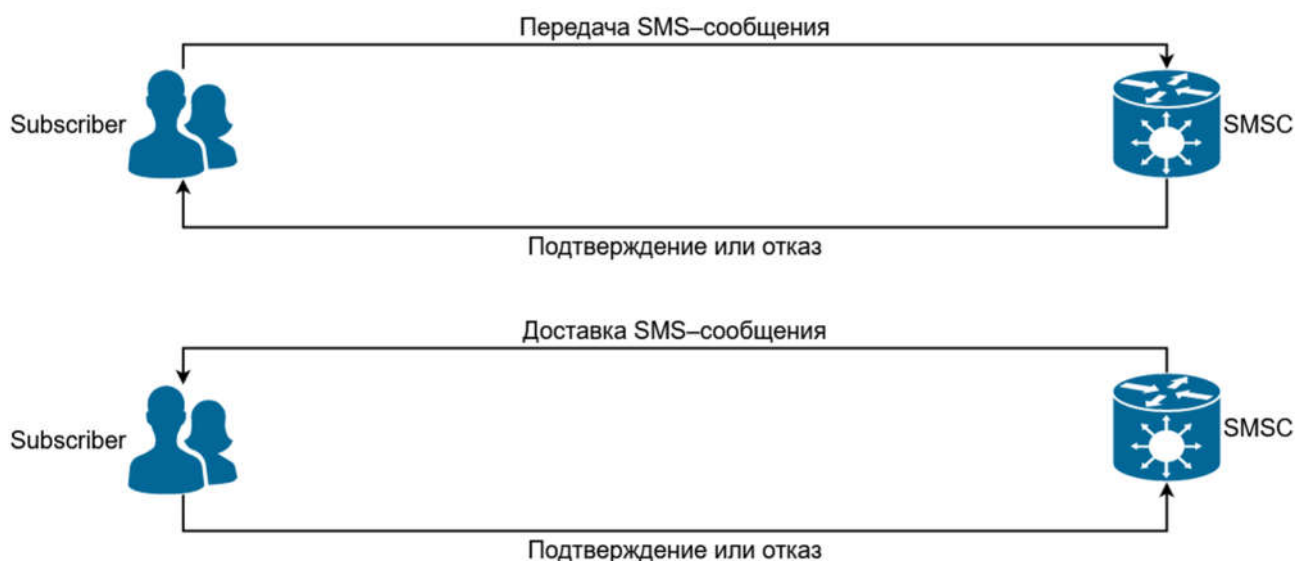 Передача SMS–сообщения
Subscriber
SMSC
Подтверждение или отказ
Доставка SMS–сообщения
Subscriber
SMSC
Подтверждение или отказ